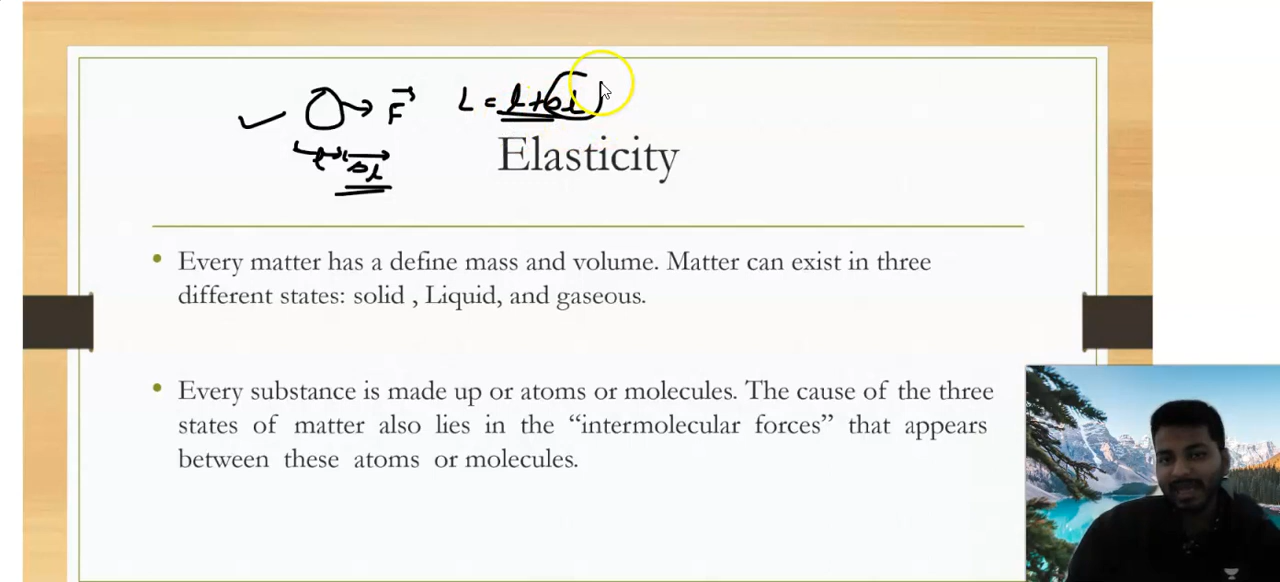 F L = l + Δl
l Δl
Elasticity
• Every matter has a define mass and volume. Matter can exist in three
different states: solid , Liquid, and gaseous.
• Every substance is made up or atoms or molecules. The cause of the three
states of matter also lies in the “intermolecular forces” that appears
between these atoms or molecules.